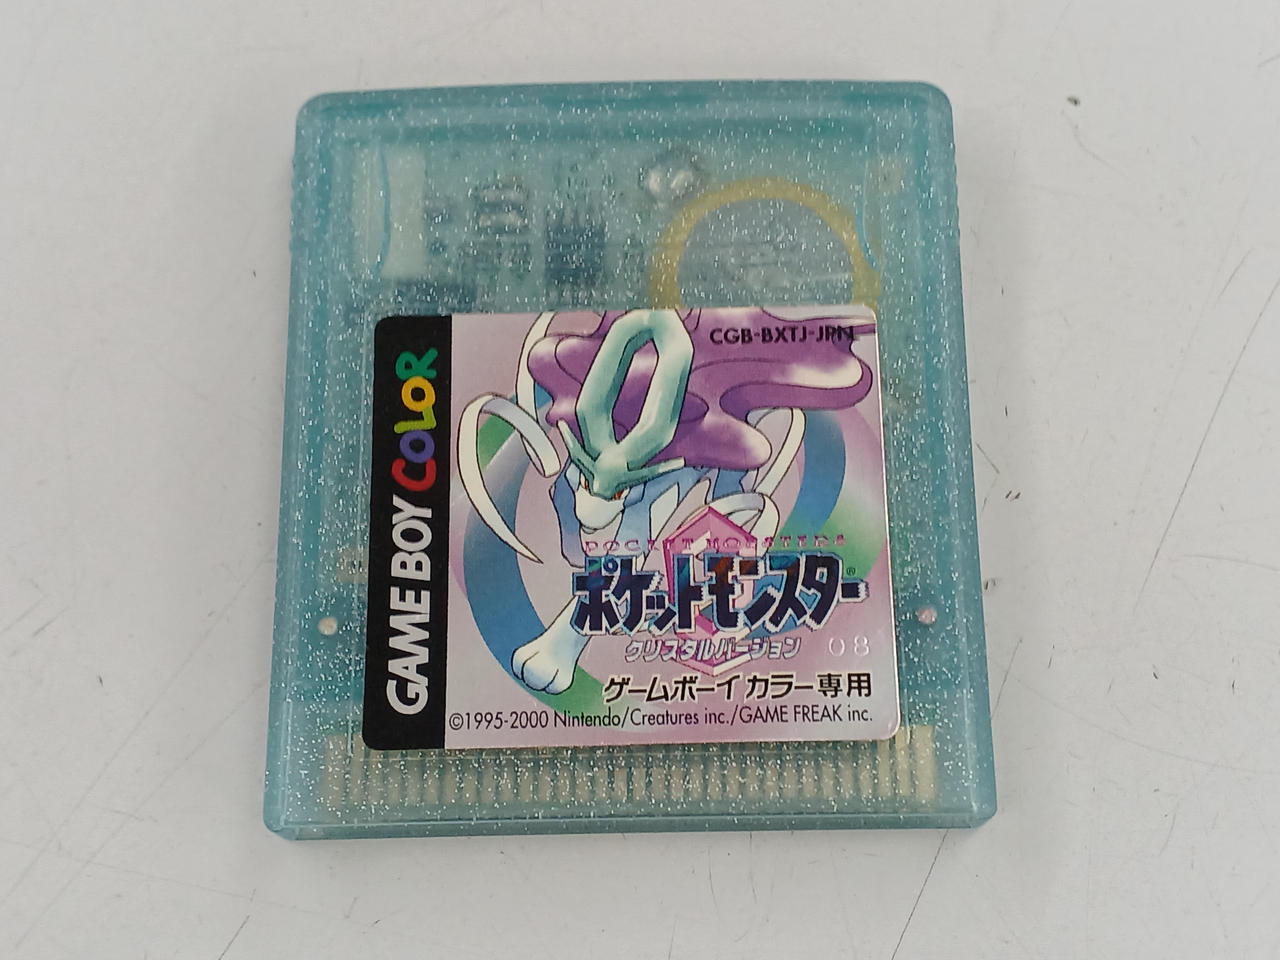 GAME BOY COLOR
CGB-BXTJ-JPN
POCKET MONSTERS
ポケットモンスター®
クリスタルバージョン 08
ゲームボーイカラー専用
©1995-2000 Nintendo/Creatures inc./GAME FREAK inc.